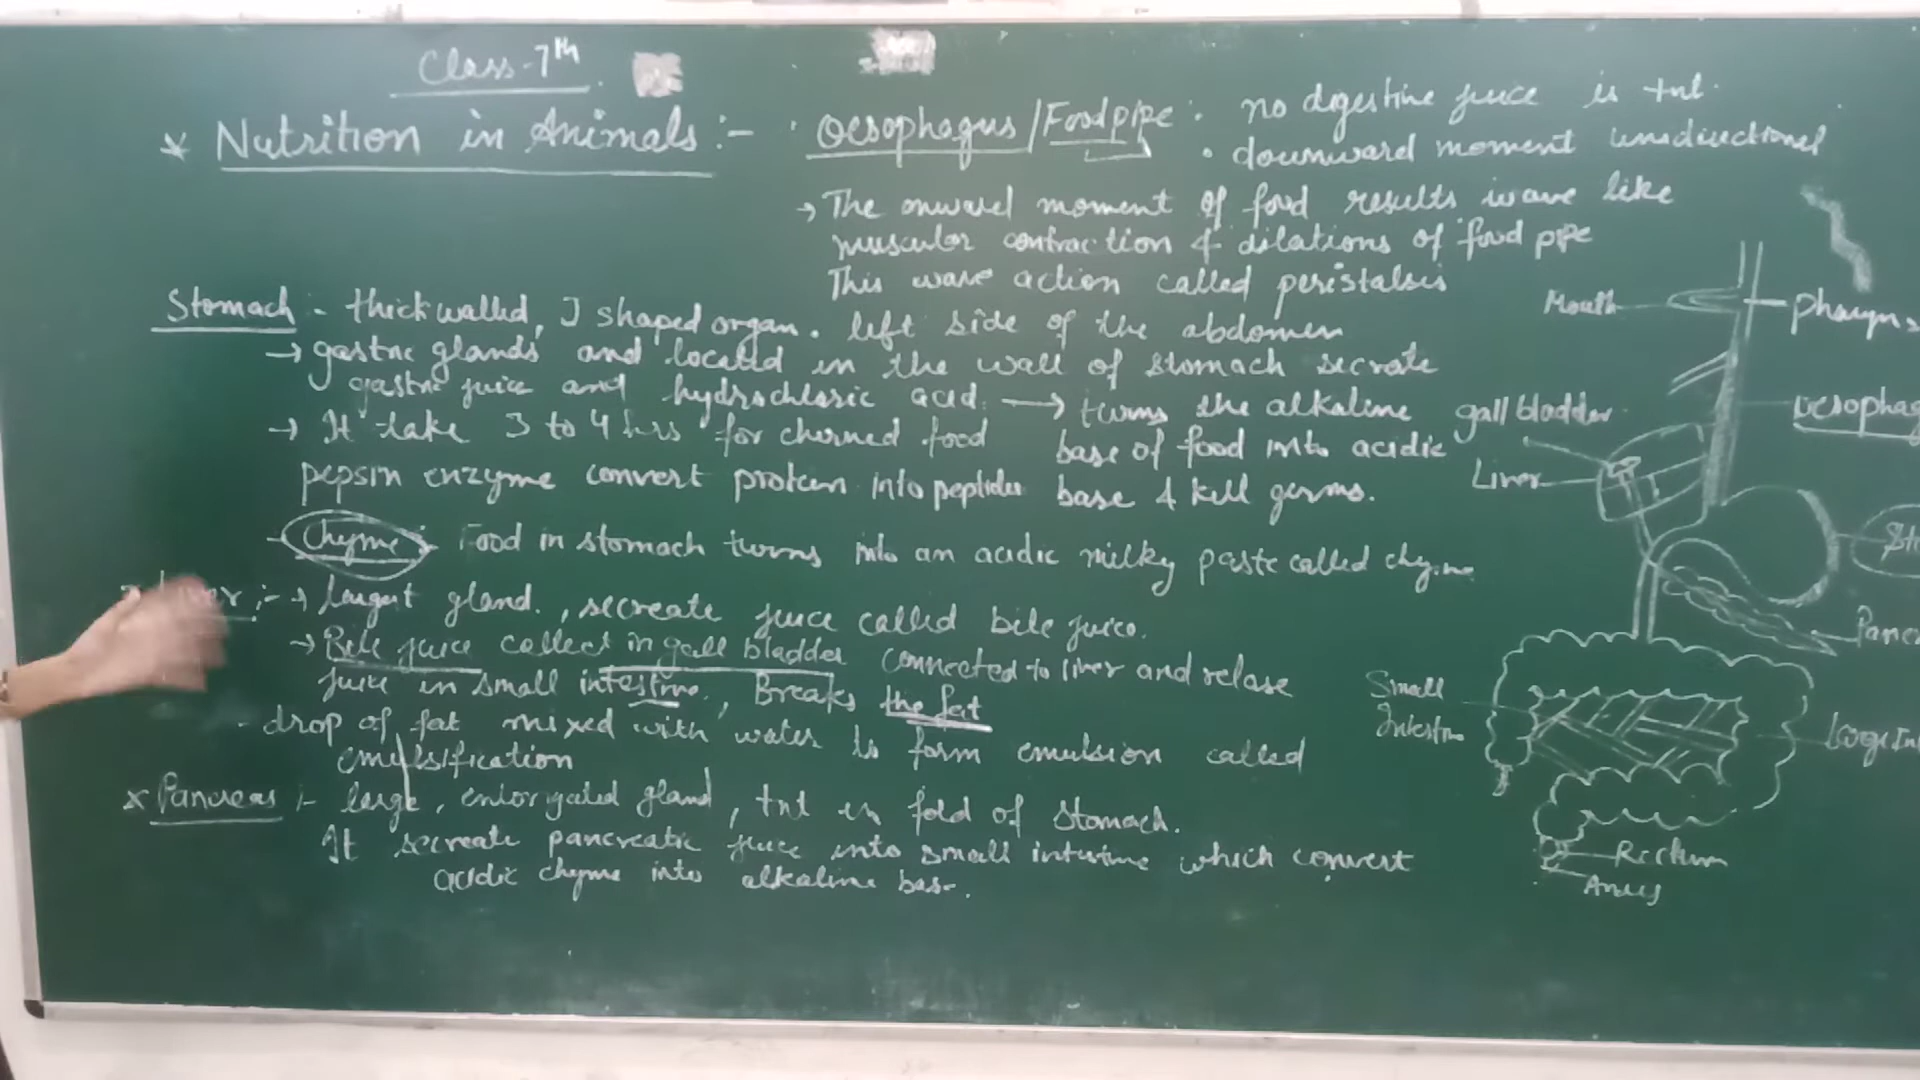 Class-7th
* Nutrition in Animals :-
Oesophagus / Foodpipe : no digestive juice is tnt.
• downward moment unidirectional
→ The onward moment of food results wave like
muscular contraction & dilations of food pipe
This wave action called peristalsis
Stomach :- thick walled, J shaped organ. left side of the abdomen
→ gastric glands and located in the wall of stomach secrate
gastric juice and hydrochloric acid. → turns the alkaline
base of food into acidic
base & kill germs.
→ It take 3 to 4 hrs for churned food
pepsin enzyme convert protein into peptides
- Chyme :- Food in stomach turns into an acidic milky paste called chyme
:- → largest gland., secreate juice called bile juice.
→ Bile juice collect in gall bladder connected to liver and relase
juice in small intestine, Breaks the fat
- drop of fat mixed with water to form emulsion called
emulsification
* Pancreas :- large, enlongated gland, tnt in fold of stomach.
It secreate pancreatic juice into small intestine which convert
acidic chyme into alkaline base.
Mouth
Pharynx
Oesophag
gall bladder
Liver
Sto
Panc
Small
Intestin
Rectum
Anus